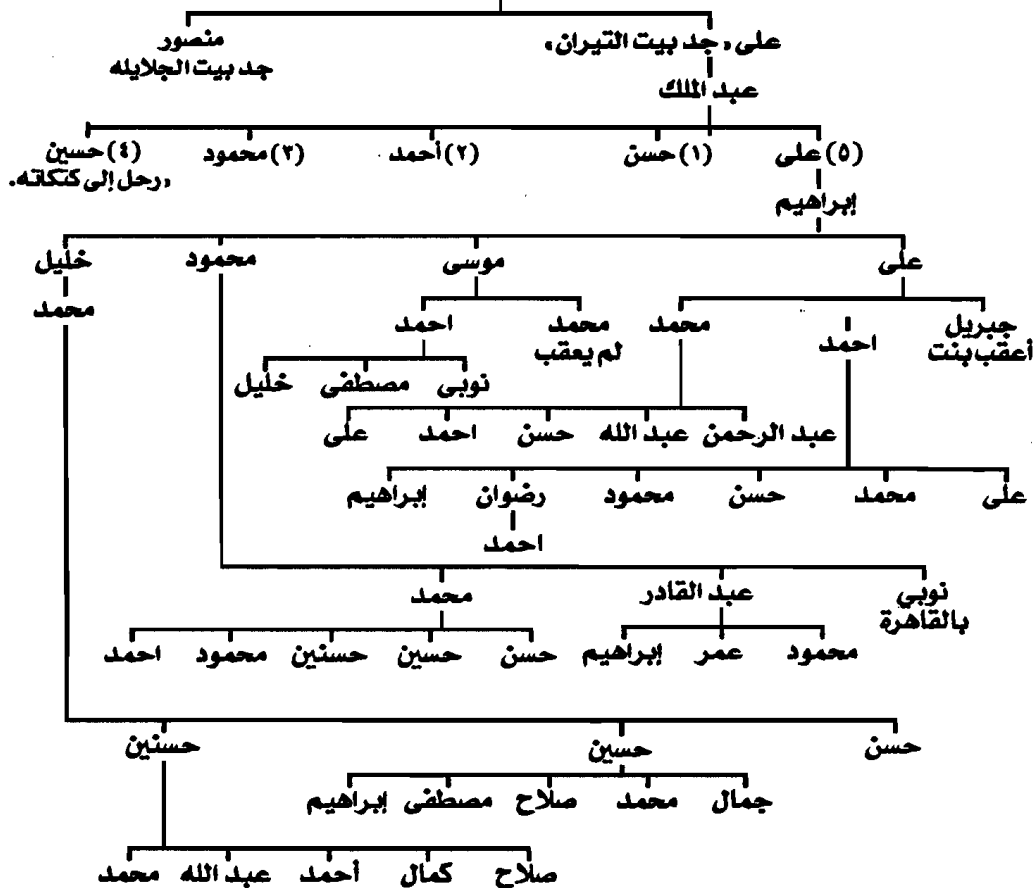 على «جد بيت التيران» منصور
جد بيت الجلايله
عبد الملك
(٥) على (١) حسن (٢) أحمد (٣) محمود (٤) حسين
«رحل إلى كتكاته»
إبراهيم
على موسى محمود خليل
محمد
جبريل احمد محمد محمد احمد
أعقب بنت لم يعقب
نوبى مصطفى خليل
عبد الرحمن عبد الله حسن احمد على
على محمد حسن محمود رضوان إبراهيم
احمد
نوبي عبد القادر محمد
بالقاهرة
محمود عمر إبراهيم حسن حسين حسنين محمود احمد
حسن حسين حسنين
جمال محمد صلاح مصطفى إبراهيم
صلاح كمال أحمد عبد الله محمد